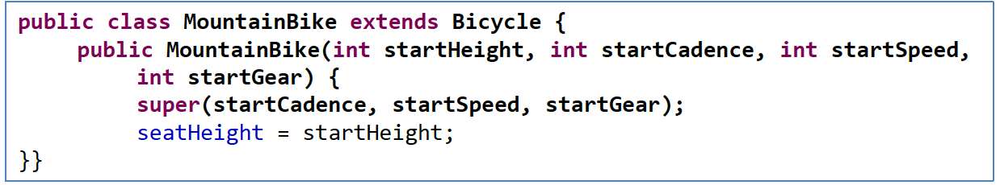 public class MountainBike extends Bicycle {
public MountainBike(int startHeight, int startCadence, int startSpeed,
int startGear) {
super(startCadence, startSpeed, startGear);
seatHeight = startHeight;
}}